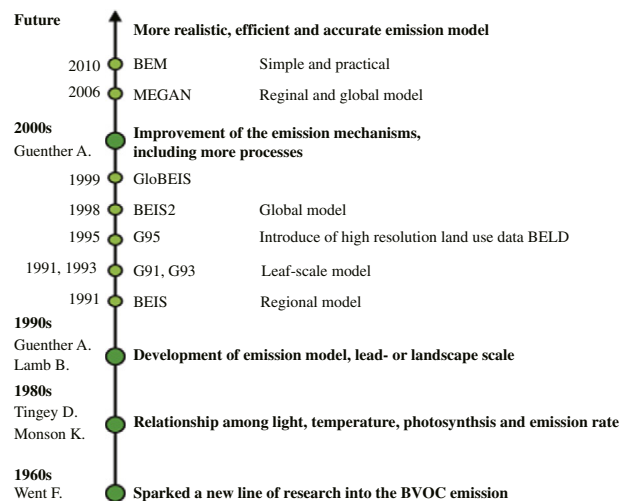 Future
More realistic, efficient and accurate emission model
2010 BEM Simple and practical
2006 MEGAN Reginal and global model
2000s
Guenther A.
Improvement of the emission mechanisms,
including more processes
1999 GloBEIS
1998 BEIS2 Global model
1995 G95 Introduce of high resolution land use data BELD
1991, 1993 G91, G93 Leaf-scale model
1991 BEIS Regional model
1990s
Guenther A.
Lamb B.
Development of emission model, lead- or landscape scale
1980s
Tingey D.
Monson K.
Relationship among light, temperature, photosynthsis and emission rate
1960s
Went F.
Sparked a new line of research into the BVOC emission